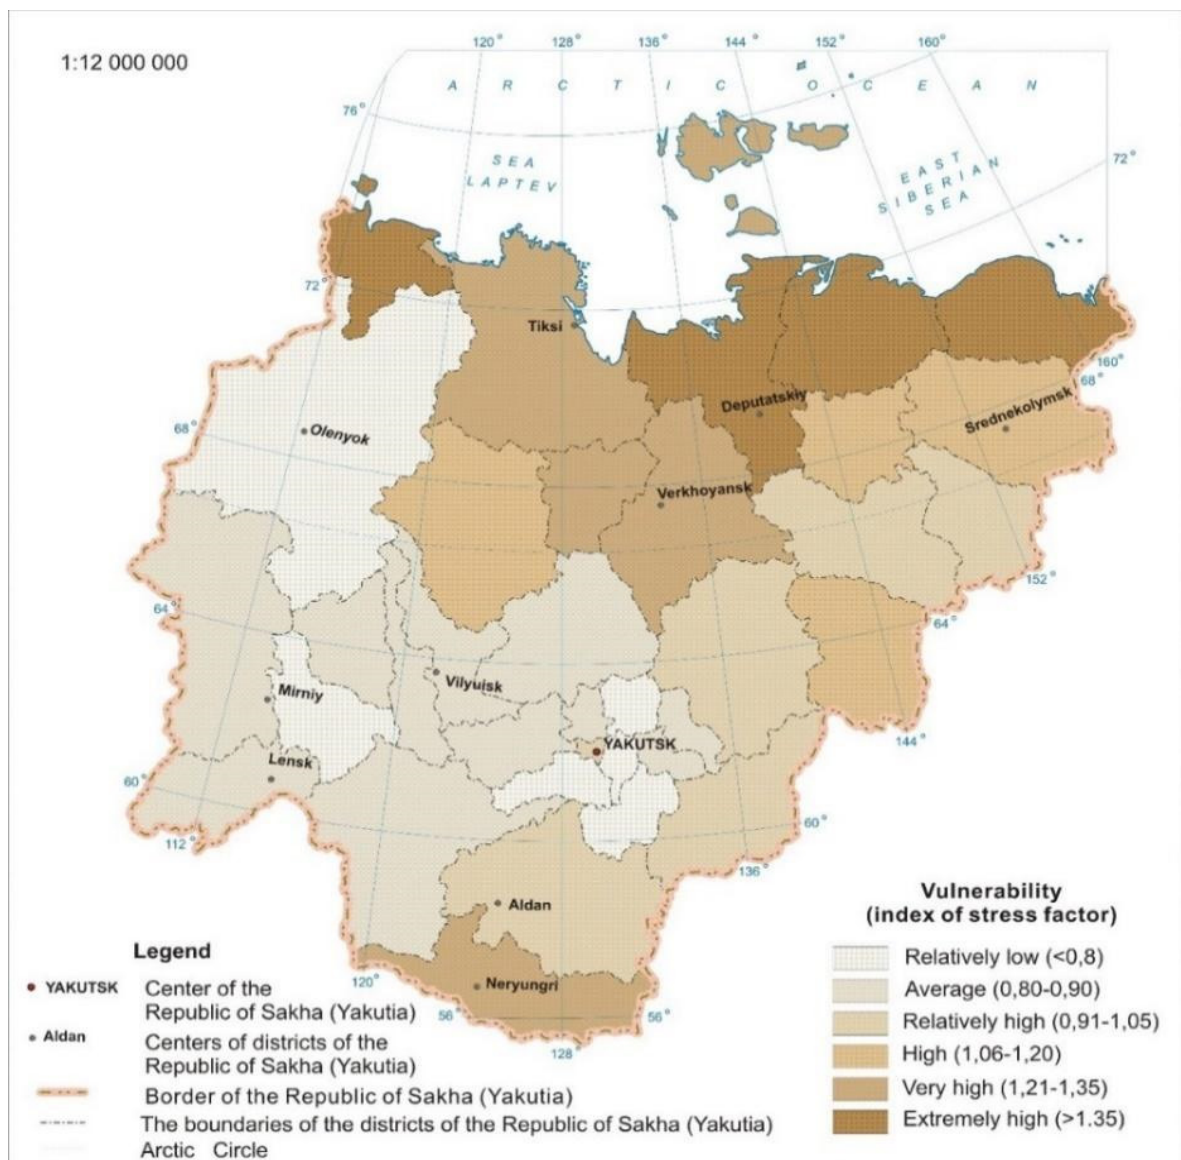 1:12 000 000
120° 128° 136° 144° 152° 160°
A R C T I C O C E A N
76°
72°
SEA
LAPTEV
EAST
SIBERIAN
SEA
72°
Tiksi
160°
68°
Deputatskiy
Srednekolymsk
68°
Olenyok
Verkhoyansk
152°
64°
64°
Vilyuisk
Mirniy
YAKUTSK
144°
Lensk
60°
60°
112°
136°
Aldan
120°
Neryungri
56°
56°
128°
Vulnerability
(index of stress factor)
Relatively low (<0,8)
Average (0,80-0,90)
Relatively high (0,91-1,05)
High (1,06-1,20)
Very high (1,21-1,35)
Extremely high (>1.35)
Legend
YAKUTSK Center of the
Republic of Sakha (Yakutia)
Aldan Centers of districts of the
Republic of Sakha (Yakutia)
Border of the Republic of Sakha (Yakutia)
The boundaries of the districts of the Republic of Sakha (Yakutia)
Arctic Circle